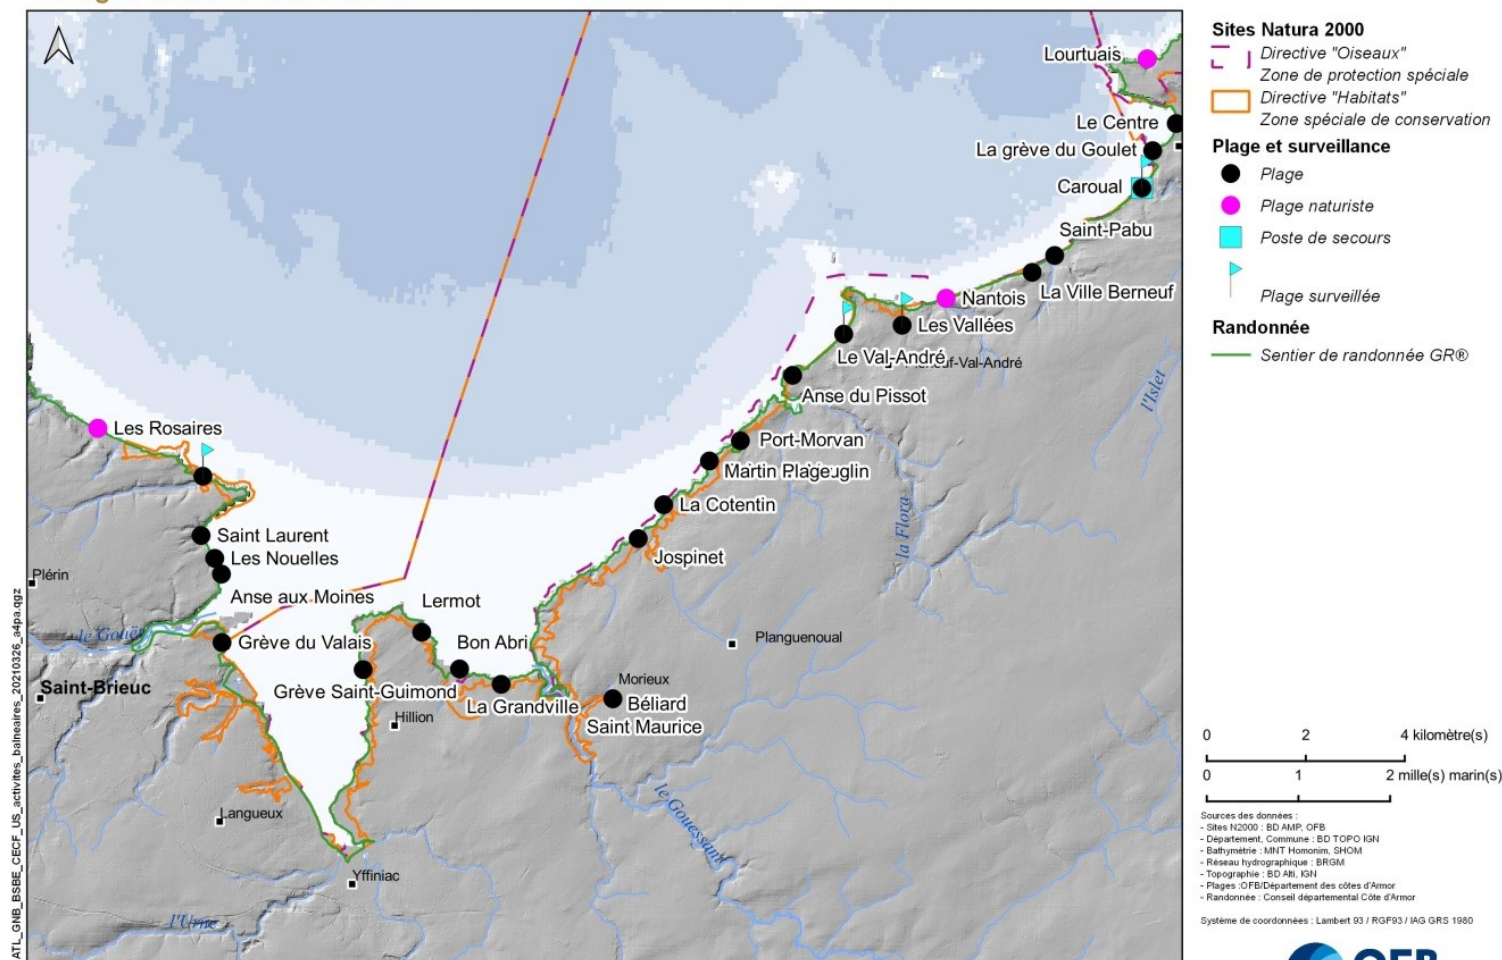 Lourtuais
Le Centre
La grève du Goulet
Caroual
Saint-Pabu
La Ville Berneuf
Nantois
Les Vallées
Le Val-André
Anse du Pissot
Port-Morvan
Martin Plage
La Cotentin
Jospinet
Les Rosaires
Saint Laurent
Les Nouelles
Anse aux Moines
Plérin
le Gouët
Grève du Valais
Lermot
Bon Abri
Grève Saint-Guimond
La Grandville
Saint-Brieuc
Hillion
Morieux
Béliard
Saint Maurice
Planguenoual
Langueux
Yffiniac
l'Urne
le Gouessant
la Flora
l'Islet
ATL_GNB_BSBE_CECF_US_activites_balneaires_20210326_a4pa.qgz
Sites Natura 2000
Directive "Oiseaux"
Zone de protection spéciale
Directive "Habitats"
Zone spéciale de conservation
Plage et surveillance
Plage
Plage naturiste
Poste de secours
Plage surveillée
Randonnée
Sentier de randonnée GR®
0 2 4 kilomètre(s)
0 1 2 mille(s) marin(s)
Sources des données :
- Sites N2000 : BD AMP, OFB
- Département, Commune : BD TOPO IGN
- Bathymétrie : MNT Homonim, SHOM
- Réseau hydrographique : BRGM
- Topographie : BD Alti, IGN
- Plages :OFB/Département des côtes d'Armor
- Randonnée : Conseil départemental Côte d'Armor
Système de coordonnées : Lambert 93 / RGF93 / IAG GRS 1980
OFB